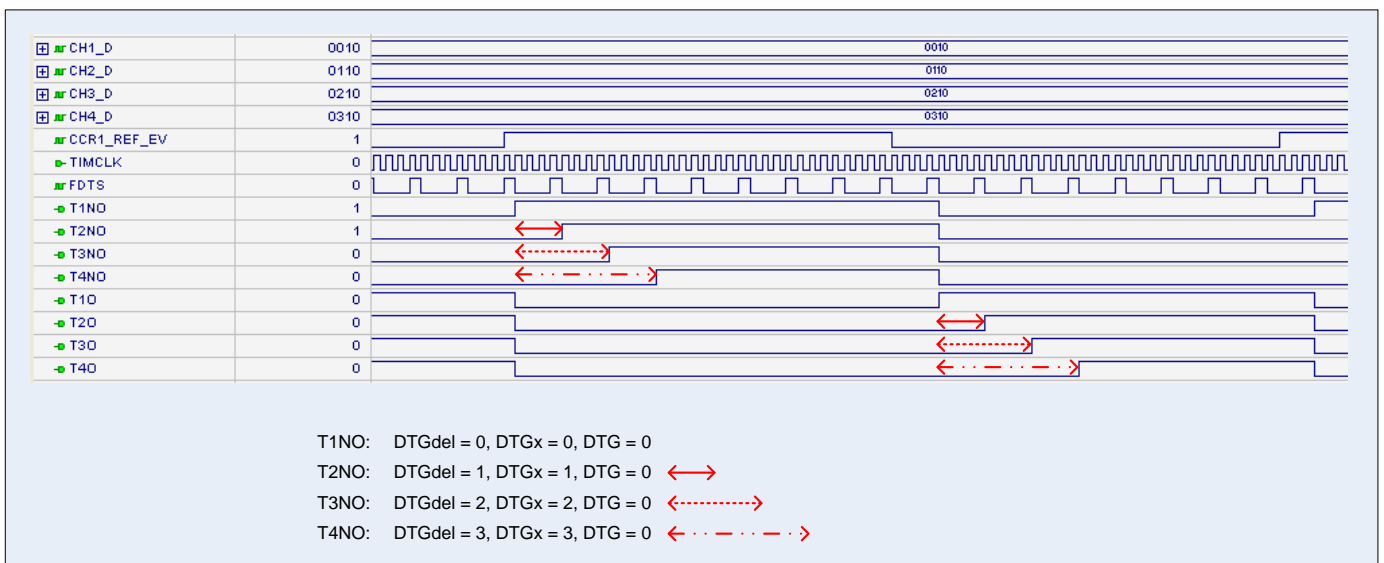 CH1_D 0010 0010
CH2_D 0110 0110
CH3_D 0210 0210
CH4_D 0310 0310
CCR1_REF_EV 1
TIMCLK 0
FDTS 0
T1NO 1
T2NO 1
T3NO 0
T4NO 0
T1O 0
T2O 0
T3O 0
T4O 0
T1NO: DTGdel = 0, DTGx = 0, DTG = 0
T2NO: DTGdel = 1, DTGx = 1, DTG = 0
T3NO: DTGdel = 2, DTGx = 2, DTG = 0
T4NO: DTGdel = 3, DTGx = 3, DTG = 0